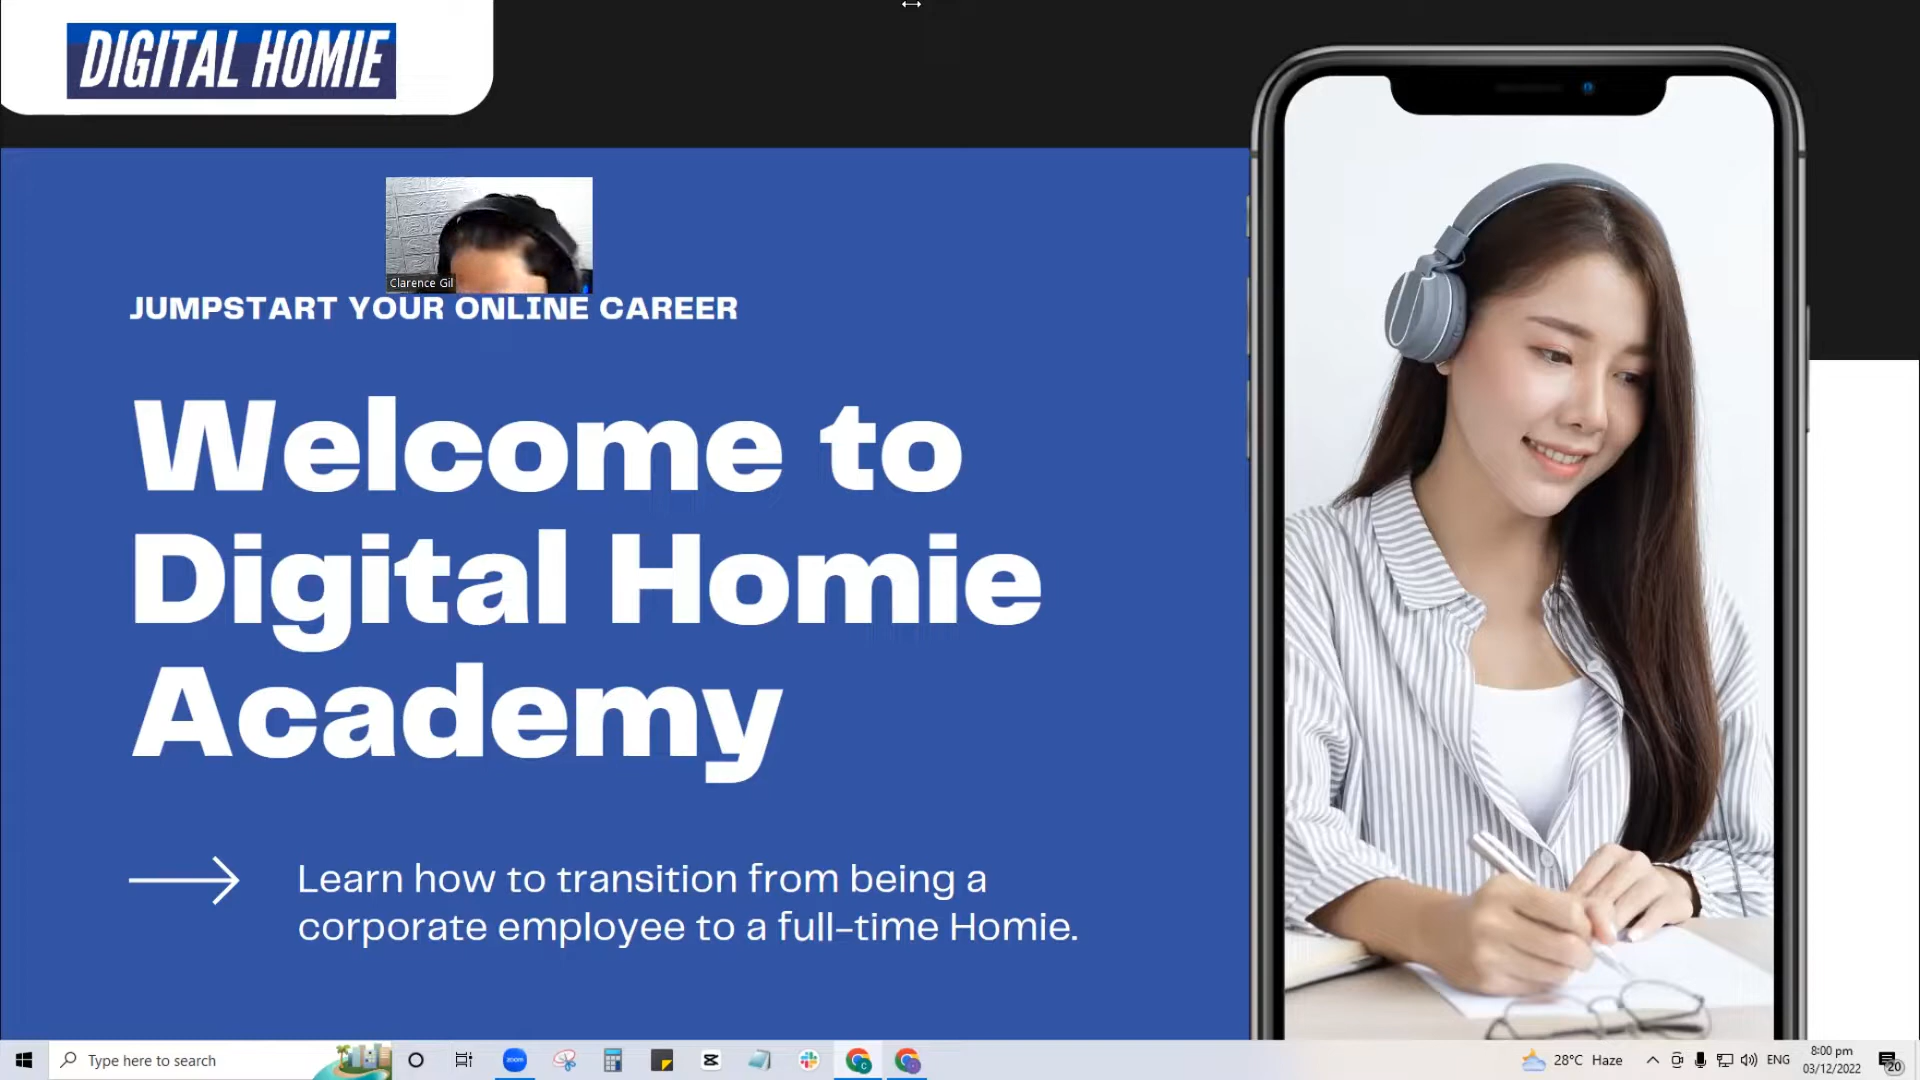 DIGITAL HOMIE
Clarence Gil
JUMPSTART YOUR ONLINE CAREER
Welcome to
Digital Homie
Academy
Learn how to transition from being a
corporate employee to a full-time Homie.
Type here to search
zoom
28°C Haze
ENG
8:00 pm
03/12/2022
20